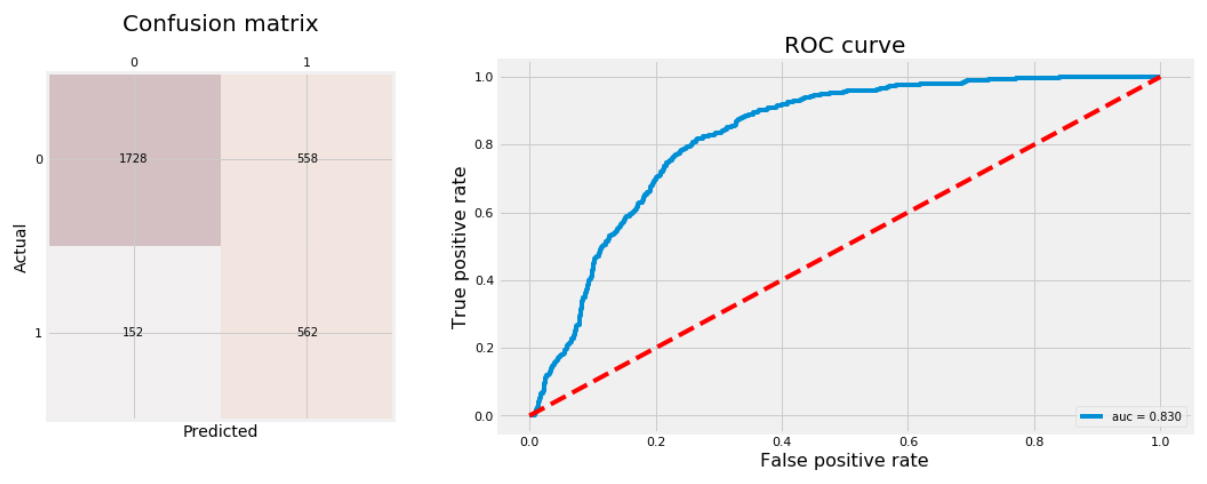 Confusion matrix
0 1
0 1728 558
1 152 562
Actual
Predicted
ROC curve
1.0
0.8
0.6
0.4
0.2
0.0
True positive rate
0.0 0.2 0.4 0.6 0.8 1.0
False positive rate
auc = 0.830